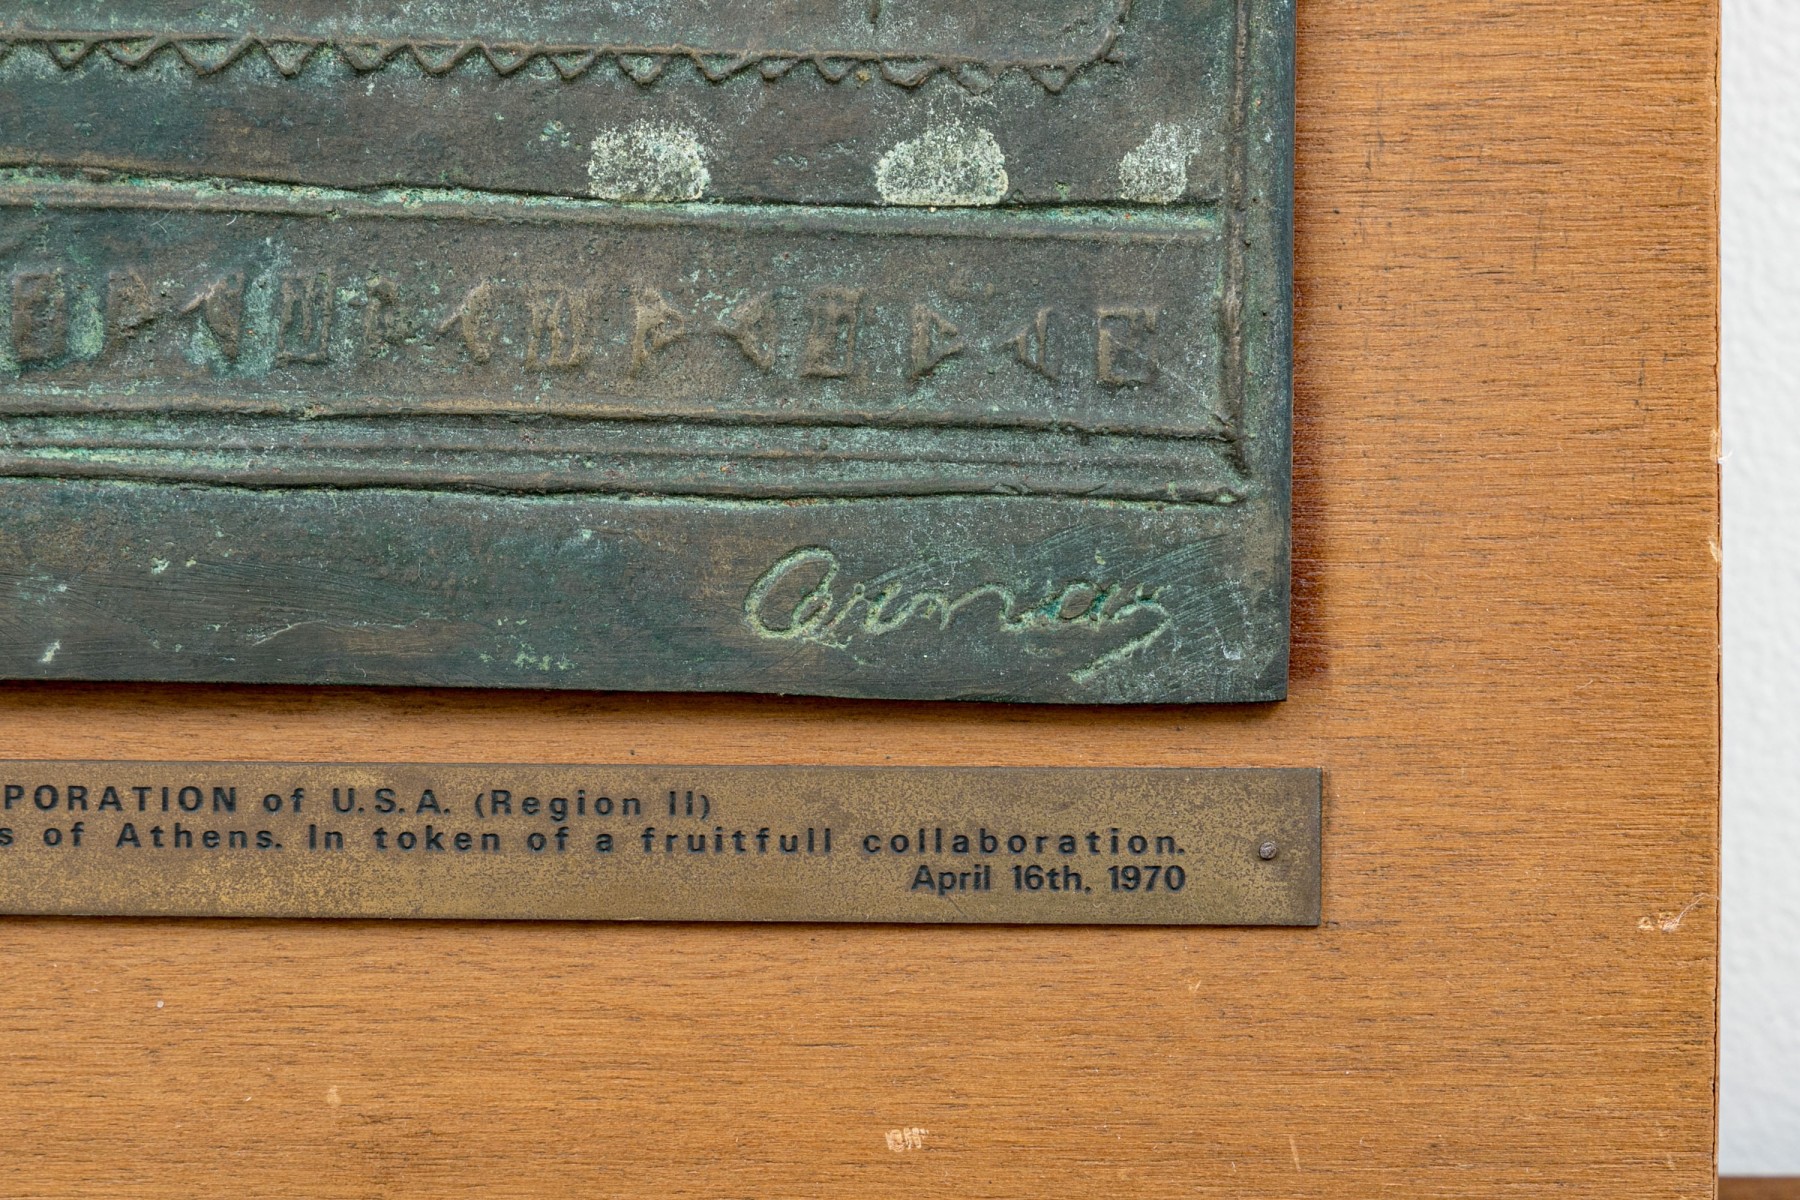 PORATION of U.S.A. (Region II)
s of Athens. In token of a fruitfull collaboration.
April 16th, 1970